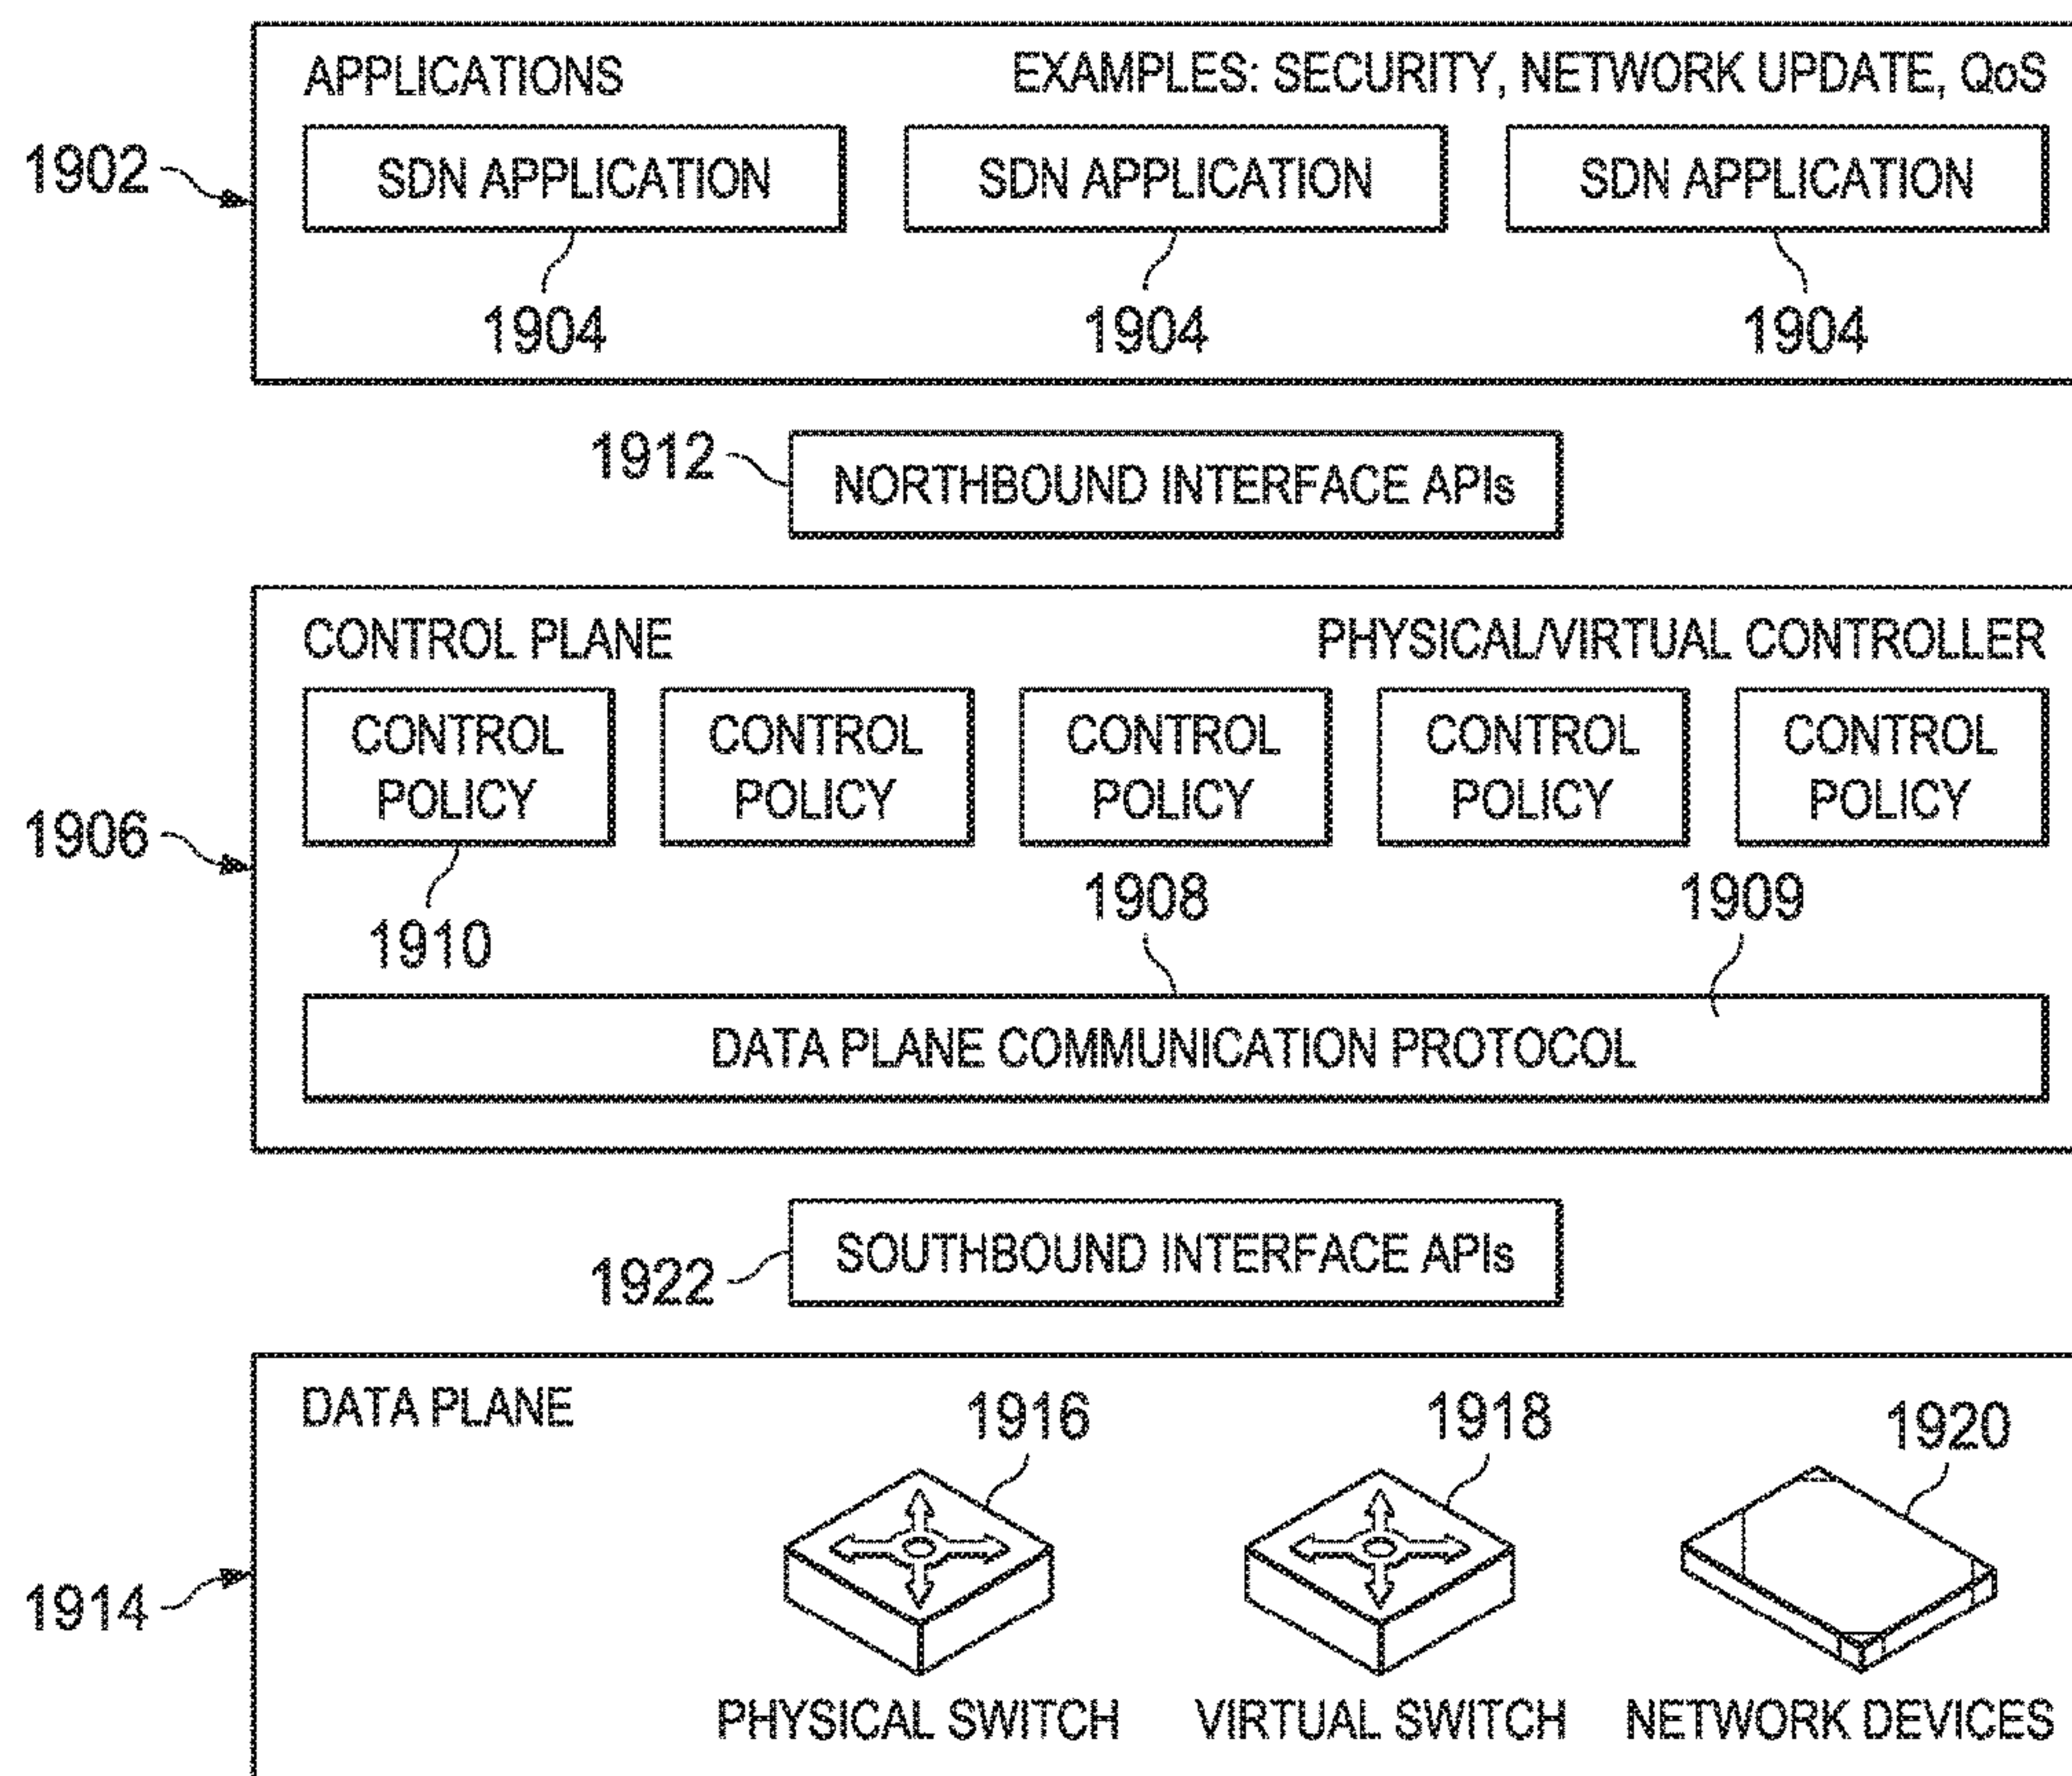 APPLICATIONS EXAMPLES: SECURITY, NETWORK UPDATE, QoS
1902
SDN APPLICATION SDN APPLICATION SDN APPLICATION
1904 1904 1904
1912
NORTHBOUND INTERFACE APIs
CONTROL PLANE PHYSICAL/VIRTUAL CONTROLLER
CONTROL CONTROL CONTROL CONTROL CONTROL
POLICY POLICY POLICY POLICY POLICY
1906
1908 1909
1910
DATA PLANE COMMUNICATION PROTOCOL
SOUTHBOUND INTERFACE APIs
1922
DATA PLANE 1916 1918 1920
1914
PHYSICAL SWITCH VIRTUAL SWITCH NETWORK DEVICES